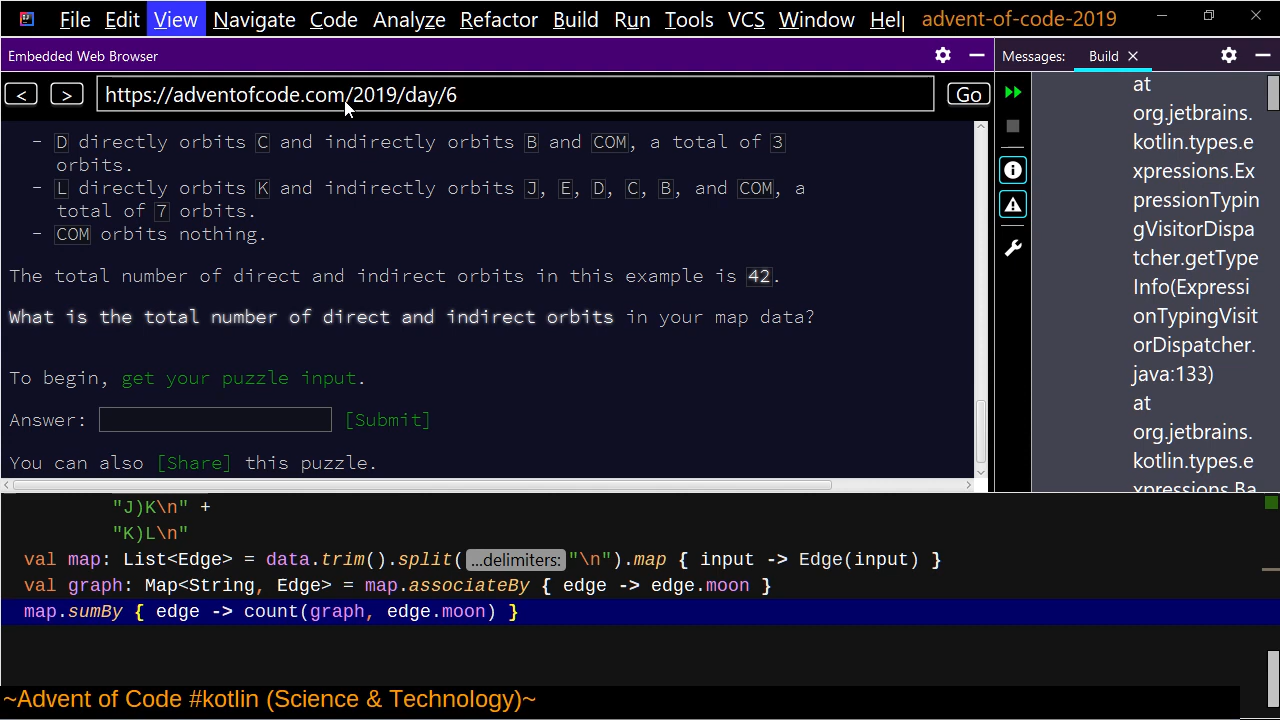 File Edit View Navigate Code Analyze Refactor Build Run Tools VCS Window Hel advent-of-code-2019
Embedded Web Browser
Messages: Build
< > https://adventofcode.com/2019/day/6 Go
- D directly orbits C and indirectly orbits B and COM, a total of 3
orbits.
- L directly orbits K and indirectly orbits J, E, D, C, B, and COM, a
total of 7 orbits.
- COM orbits nothing.
The total number of direct and indirect orbits in this example is 42.
What is the total number of direct and indirect orbits in your map data?
To begin, get your puzzle input.
Answer: [Submit]
You can also [Share] this puzzle.
at
org.jetbrains.
kotlin.types.e
xpressions.Ex
pressionTypin
gVisitorDispa
tcher.getType
Info(Expressi
onTypingVisit
orDispatcher.
java:133)
at
org.jetbrains.
kotlin.types.e
xpressions.Ba
"J)K\n" +
"K)L\n"
val map: List<Edge> = data.trim().split( ...delimiters: "\n").map { input -> Edge(input) }
val graph: Map<String, Edge> = map.associateBy { edge -> edge.moon }
map.sumBy { edge -> count(graph, edge.moon) }
~Advent of Code #kotlin (Science & Technology)~